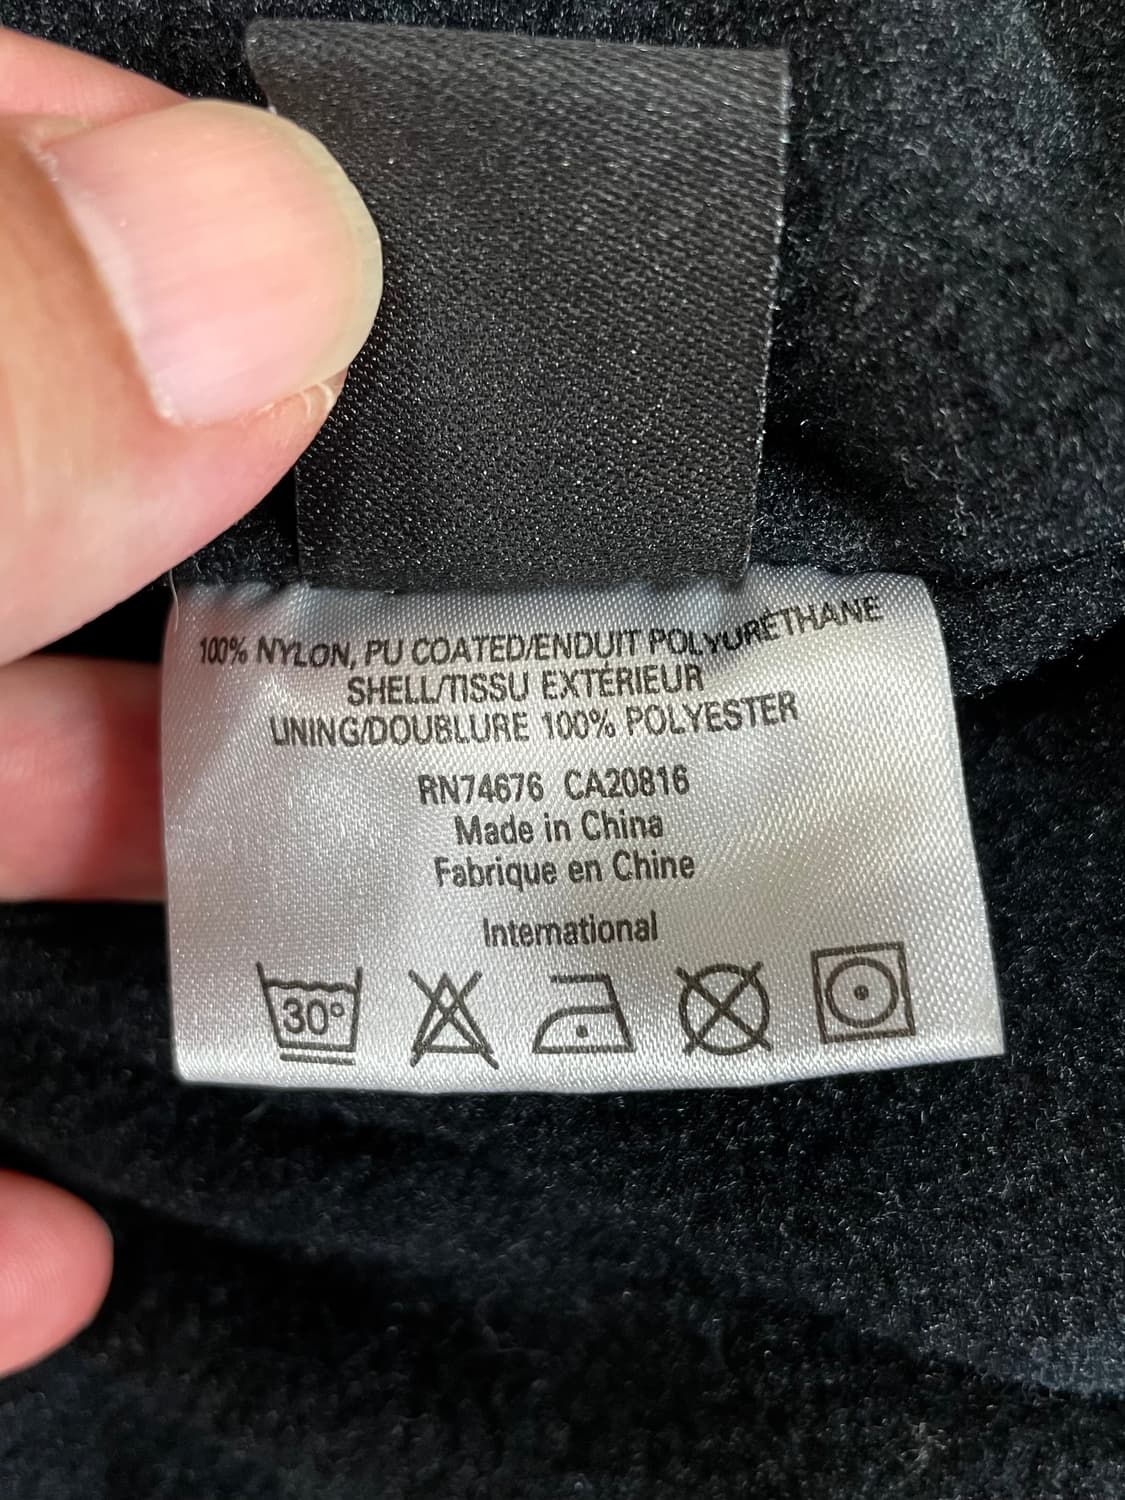 100% NYLON, PU COATED/ENDUIT POLYURÉTHANE
SHELL/TISSU EXTÉRIEUR
LINING/DOUBLURE 100% POLYESTER
RN74676 CA20816
Made in China
Fabrique en Chine
International
30°